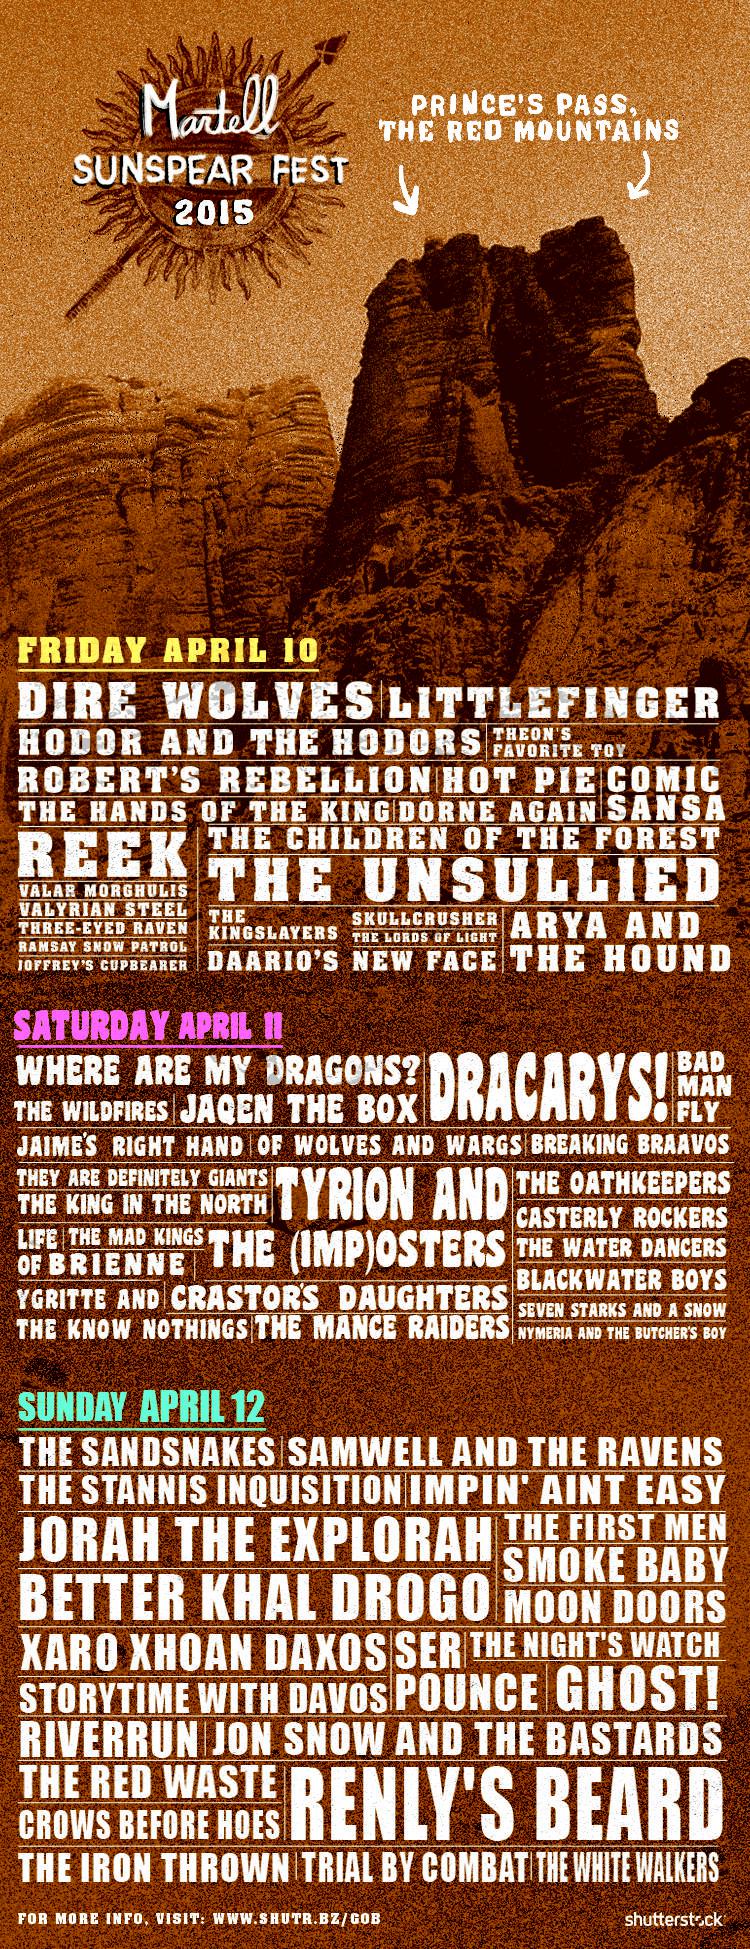 Martell
SUNSPEAR FEST
2015
PRINCE'S PASS,
THE RED MOUNTAINS
FRIDAY APRIL 10
DIRE WOLVES
LITTLEFINGER
HODOR AND THE HODORS
THEON'S
FAVORITE TOY
ROBERT'S REBELLION
HOT PIE
COMIC
SANSA
THE HANDS OF THE KING
DORNE AGAIN
REEK
THE CHILDREN OF THE FOREST
THE UNSULLIED
VALAR MORGHULIS
VALYRIAN STEEL
THREE-EYED RAVEN
RAMSAY SNOW PATROL
JOFFREY'S CUPBEARER
THE
KINGSLAYERS
SKULLCRUSHER
THE LORDS OF LIGHT
DAARIO'S NEW FACE
ARYA AND
THE HOUND
SATURDAY APRIL 11
WHERE ARE MY DRAGONS?
DRACARYS!
BAD
MAN
FLY
THE WILDFIRES
JAQEN THE BOX
JAIME'S RIGHT HAND
OF WOLVES AND WARGS
BREAKING BRAAVOS
THEY ARE DEFINITELY GIANTS
THE KING IN THE NORTH
TYRION AND
THE (IMP)OSTERS
THE OATHKEEPERS
CASTERLY ROCKERS
THE WATER DANCERS
BLACKWATER BOYS
SEVEN STARKS AND A SNOW
NYMERIA AND THE BUTCHER'S BOY
LIFE
OF BRIENNE
THE MAD KINGS
YGRITTE AND
THE KNOW NOTHINGS
CRASTOR'S DAUGHTERS
THE MANCE RAIDERS
SUNDAY APRIL 12
THE SANDSNAKES
SAMWELL AND THE RAVENS
THE STANNIS INQUISITION
IMPIN' AINT EASY
JORAH THE EXPLORAH
THE FIRST MEN
SMOKE BABY
BETTER KHAL DROGO
MOON DOORS
XARO XHOAN DAXOS
SER
POUNCE
THE NIGHT'S WATCH
STORYTIME WITH DAVOS
GHOST!
RIVERRUN
JON SNOW AND THE BASTARDS
THE RED WASTE
RENLY'S BEARD
CROWS BEFORE HOES
THE IRON THROWN
TRIAL BY COMBAT
THE WHITE WALKERS
FOR MORE INFO, VISIT: WWW.SHUTR.BZ/GOB
shutterstock